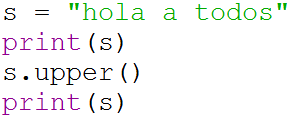 s = "hola a todos"
print(s)
s.upper()
print(s)